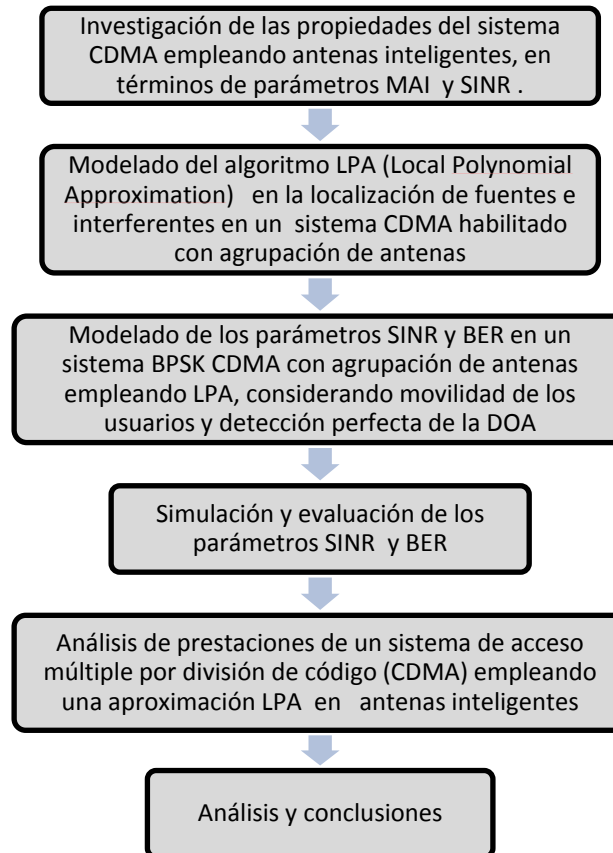 Investigación de las propiedades del sistema
CDMA empleando antenas inteligentes, en
términos de parámetros MAI y SINR .
Modelado del algoritmo LPA (Local Polynomial
Approximation) en la localización de fuentes e
interferentes en un sistema CDMA habilitado
con agrupación de antenas
Modelado de los parámetros SINR y BER en un
sistema BPSK CDMA con agrupación de antenas
empleando LPA, considerando movilidad de los
usuarios y detección perfecta de la DOA
Simulación y evaluación de los
parámetros SINR y BER
Análisis de prestaciones de un sistema de acceso
múltiple por división de código (CDMA) empleando
una aproximación LPA en antenas inteligentes
Análisis y conclusiones